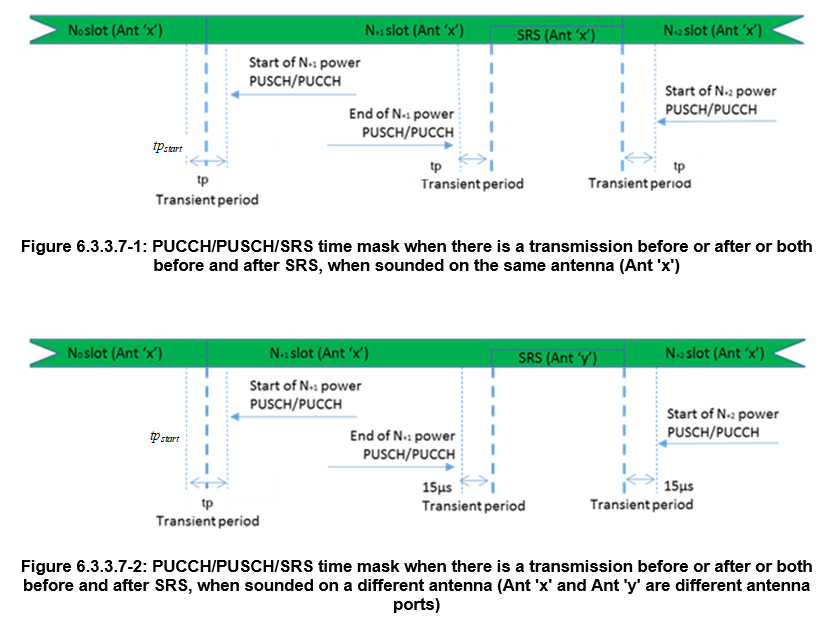 N₀ slot (Ant ‘x’) N₊₁ slot (Ant ‘x’) SRS (Ant ‘x’) N₊₂ slot (Ant ‘x’)
Start of N₊₁ power
PUSCH/PUCCH
End of N₊₁ power
PUSCH/PUCCH
Start of N₊₂ power
PUSCH/PUCCH
tp_start
tp
Transient period
tp
Transient period
tp
Transient period
Figure 6.3.3.7-1: PUCCH/PUSCH/SRS time mask when there is a transmission before or after or both
before and after SRS, when sounded on the same antenna (Ant 'x')
N₀ slot (Ant ‘x’) N₊₁ slot (Ant ‘x’) SRS (Ant ‘y’) N₊₂ slot (Ant ‘x’)
Start of N₊₁ power
PUSCH/PUCCH
End of N₊₁ power
PUSCH/PUCCH
Start of N₊₂ power
PUSCH/PUCCH
tp_start
tp
Transient period
15µs
Transient period
15µs
Transient period
Figure 6.3.3.7-2: PUCCH/PUSCH/SRS time mask when there is a transmission before or after or both
before and after SRS, when sounded on a different antenna (Ant 'x' and Ant 'y' are different antenna
ports)